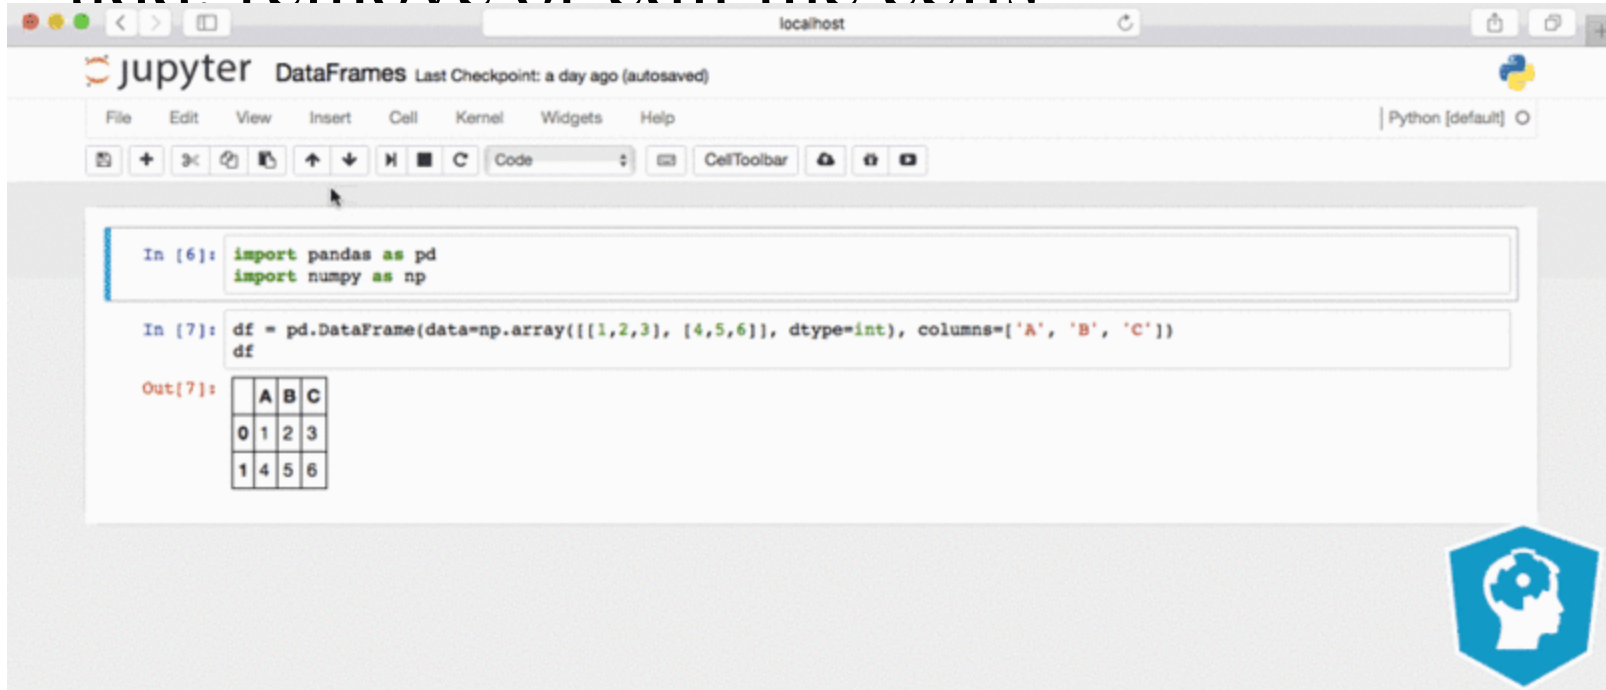 localhost
jupyter DataFrames Last Checkpoint: a day ago (autosaved)
File Edit View Insert Cell Kernel Widgets Help Python [default]
Code CellToolbar
In [6]: import pandas as pd
import numpy as np
In [7]: df = pd.DataFrame(data=np.array([[1,2,3], [4,5,6]], dtype=int), columns=['A', 'B', 'C'])
df
Out[7]:
A B C
0 1 2 3
1 4 5 6